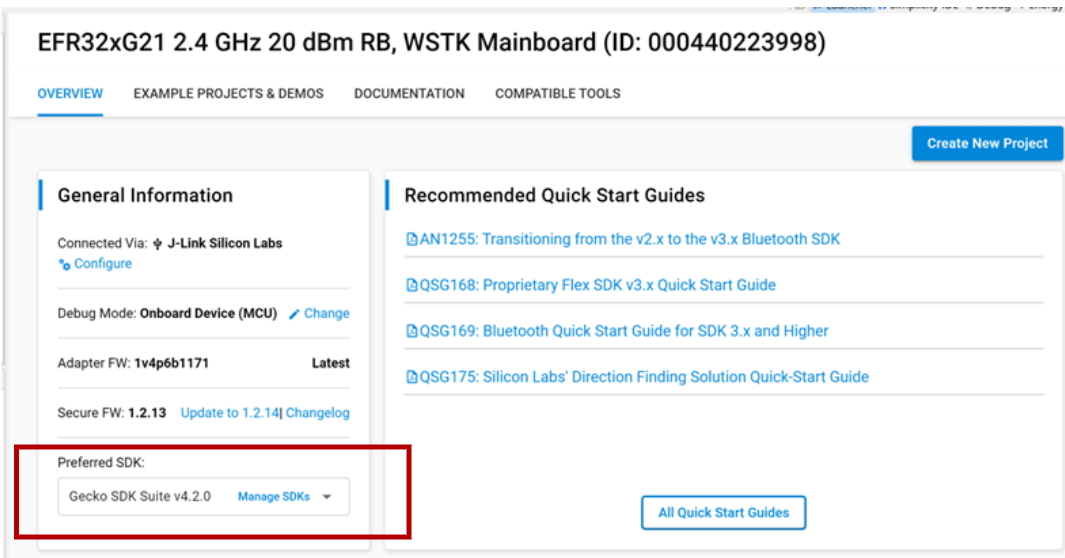 EFR32xG21 2.4 GHz 20 dBm RB, WSTK Mainboard (ID: 000440223998)
OVERVIEW EXAMPLE PROJECTS & DEMOS DOCUMENTATION COMPATIBLE TOOLS
Create New Project
General Information
Connected Via: J-Link Silicon Labs
Configure
Debug Mode: Onboard Device (MCU) Change
Adapter FW: 1v4p6b1171 Latest
Secure FW: 1.2.13 Update to 1.2.14| Changelog
Preferred SDK:
Gecko SDK Suite v4.2.0 Manage SDKs
Recommended Quick Start Guides
AN1255: Transitioning from the v2.x to the v3.x Bluetooth SDK
QSG168: Proprietary Flex SDK v3.x Quick Start Guide
QSG169: Bluetooth Quick Start Guide for SDK 3.x and Higher
QSG175: Silicon Labs' Direction Finding Solution Quick-Start Guide
All Quick Start Guides